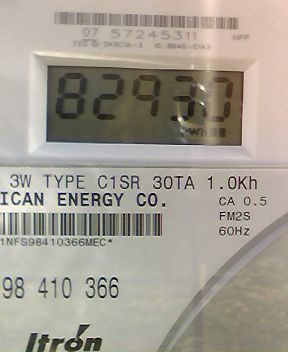 07 57245311 HPP
82930
3W TYPE C1SR 30TA 1.0Kh
ICAN ENERGY CO.
CA 0.5
FM2S
60Hz
1NFS98410366MEC*
98 410 366
Itron